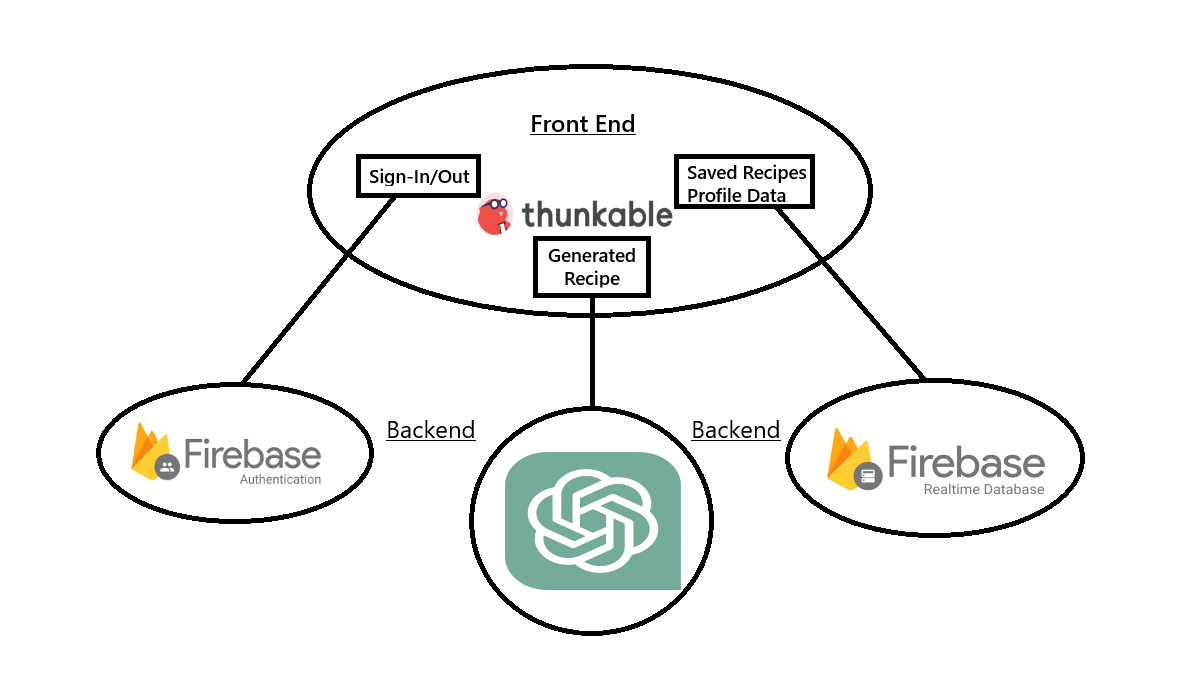 Front End
Sign-In/Out
Saved Recipes
Profile Data
thunkable
Generated
Recipe
Backend
Backend
Firebase
Authentication
Firebase
Realtime Database